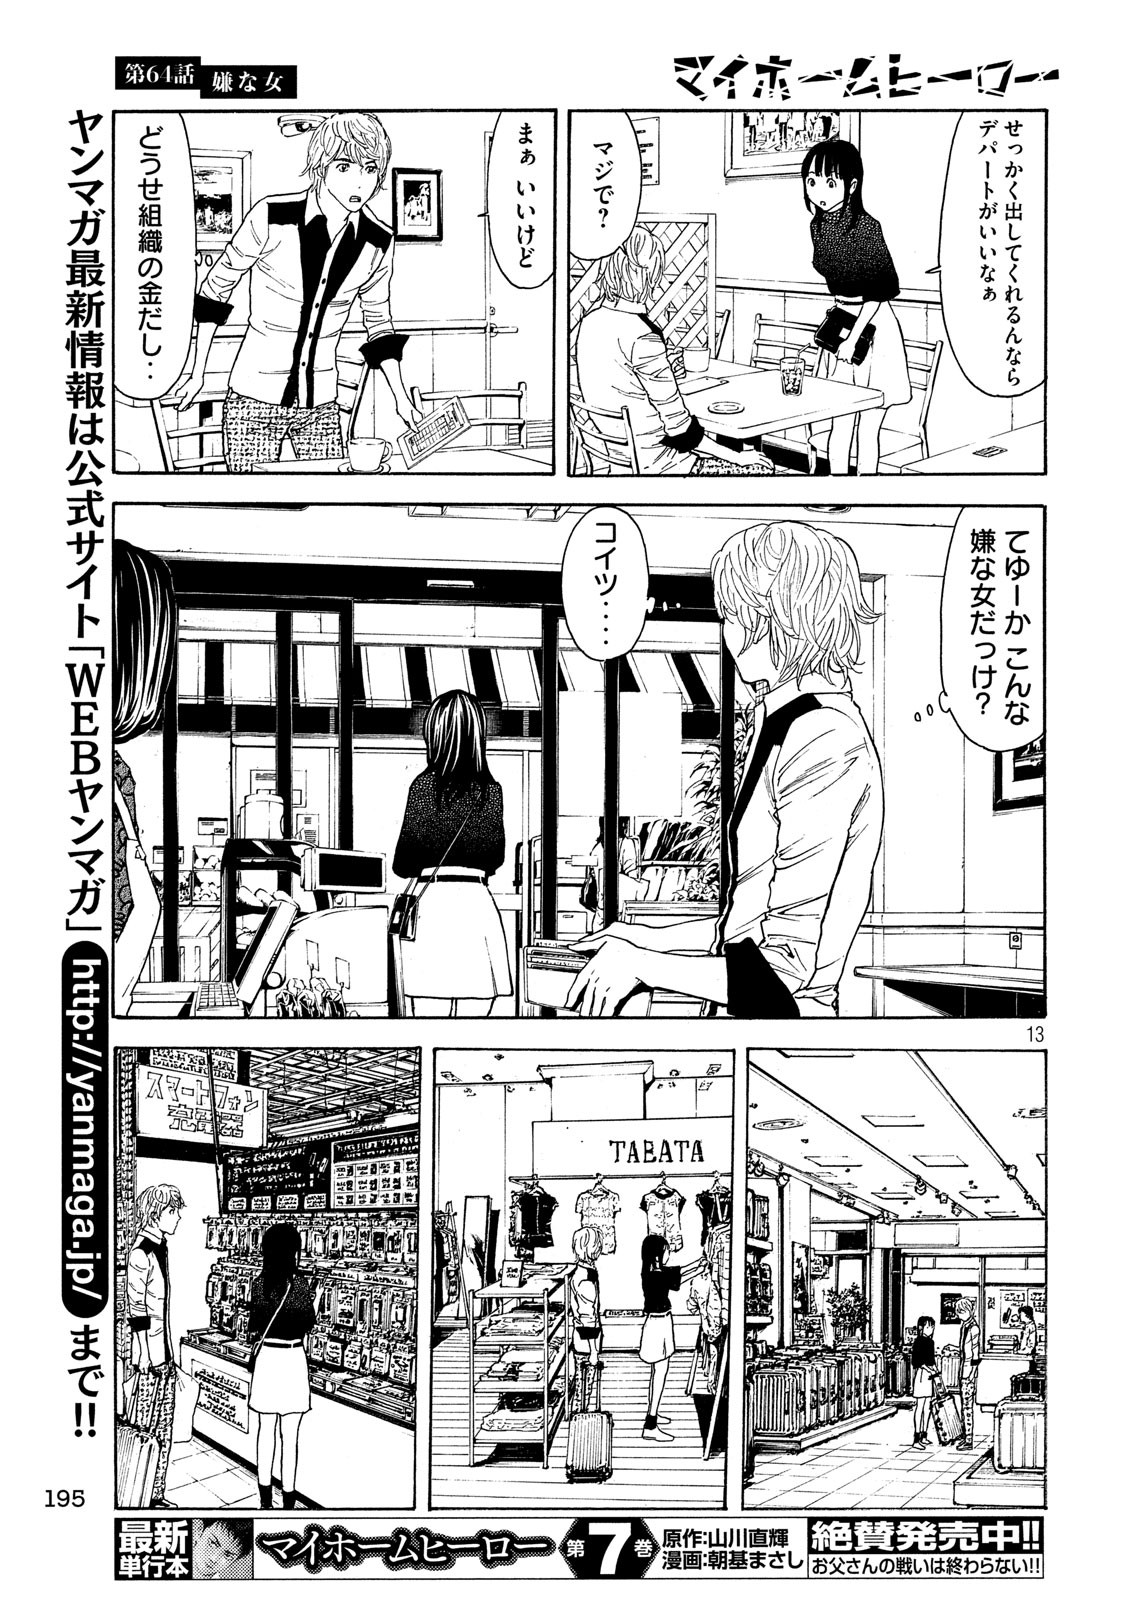 第64話
嫌な女
マイホームヒーロー
せっかく出してくれるんなら
デパートがいいなぁ
マジで?
まぁ いいけど
どうせ組織の金だし‥
てゆーか こんな
嫌な女だっけ?
コイツ‥‥
13
TABATA
スマートフォン
充電器
ヤンマガ最新情報は公式サイト「WEBヤンマガ」http://yanmaga.jp/まで!!
195
最新
単行本
マイホームヒーロー
第7巻
原作:山川直輝
漫画:朝基まさし
絶賛発売中!!
お父さんの戦いは終わらない!!